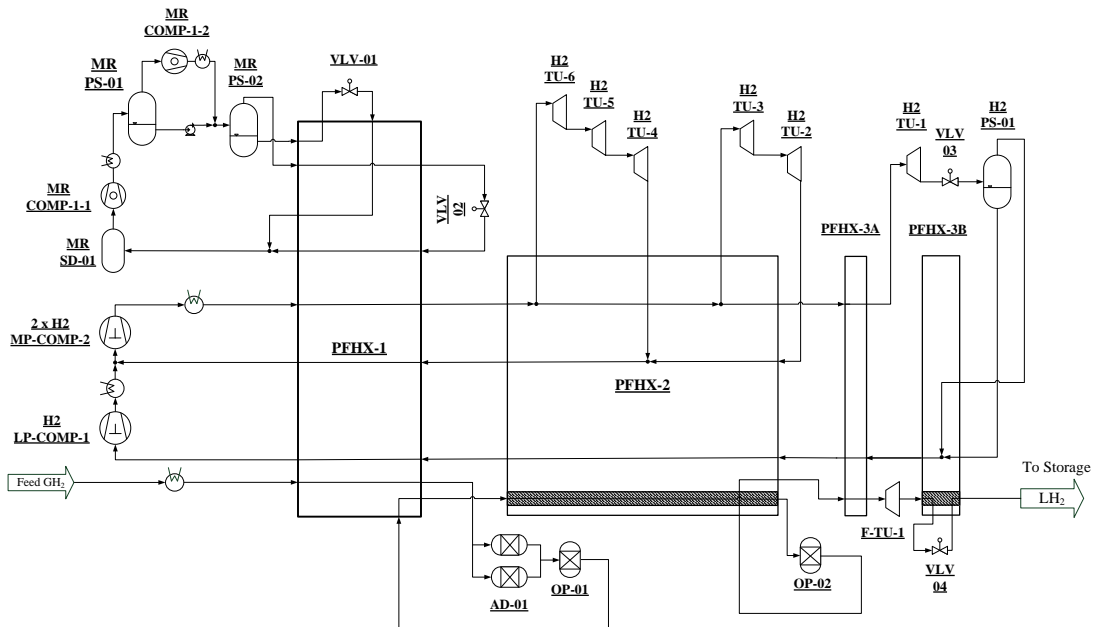 MR
COMP-1-2
MR
PS-01
MR
PS-02
VLV-01
H2
TU-6
H2
TU-5
H2
TU-4
H2
TU-3
H2
TU-2
H2
TU-1
VLV
03
H2
PS-01
MR
COMP-1-1
VLV
02
MR
SD-01
PFHX-3A
PFHX-3B
2 x H2
MP-COMP-2
PFHX-1
PFHX-2
H2
LP-COMP-1
Feed GH2
To Storage
LH2
F-TU-1
VLV
04
AD-01
OP-01
OP-02